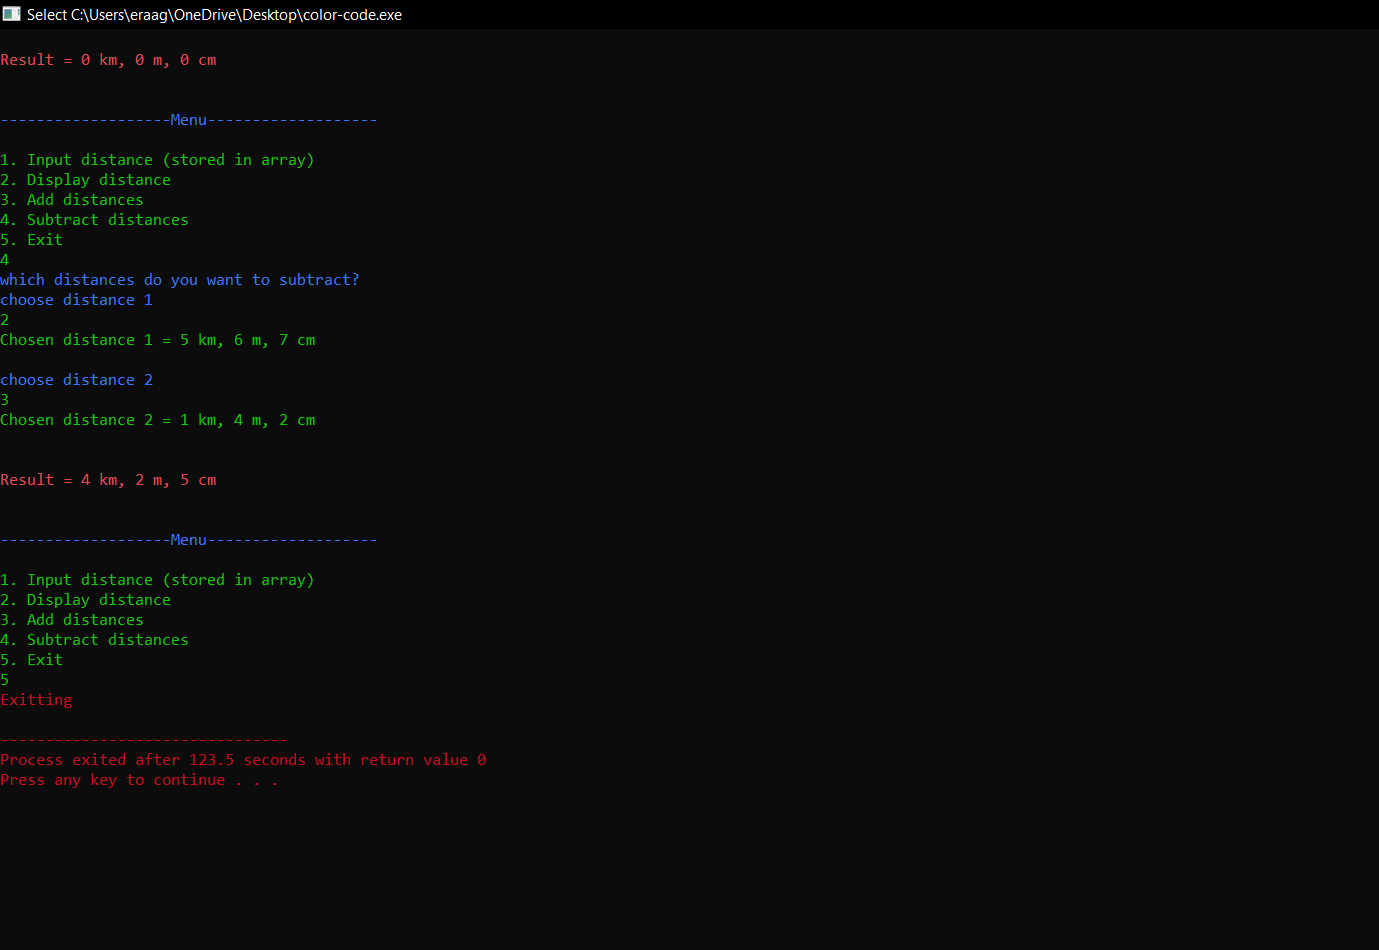 Select C:\Users\eraag\OneDrive\Desktop\color-code.exe
Result = 0 km, 0 m, 0 cm
-------------------Menu-------------------
1. Input distance (stored in array)
2. Display distance
3. Add distances
4. Subtract distances
5. Exit
4
which distances do you want to subtract?
choose distance 1
2
Chosen distance 1 = 5 km, 6 m, 7 cm
choose distance 2
3
Chosen distance 2 = 1 km, 4 m, 2 cm
Result = 4 km, 2 m, 5 cm
-------------------Menu-------------------
1. Input distance (stored in array)
2. Display distance
3. Add distances
4. Subtract distances
5. Exit
5
Exitting
--------------------------------
Process exited after 123.5 seconds with return value 0
Press any key to continue . . .